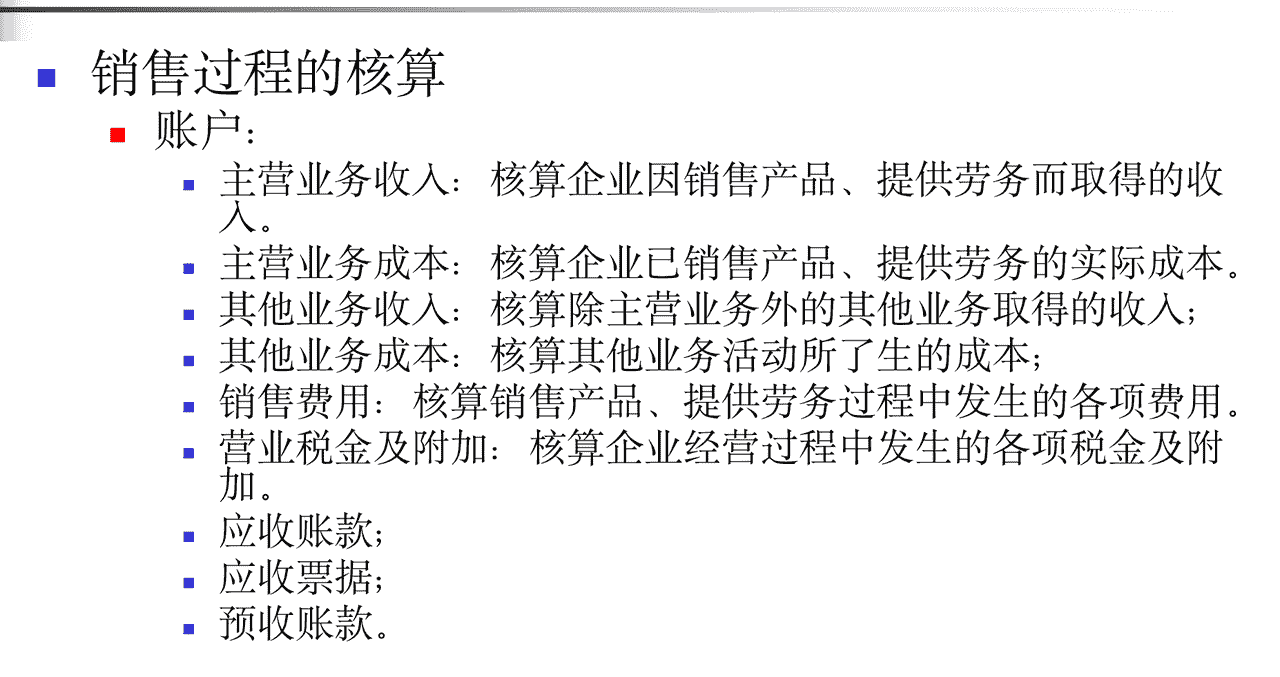 销售过程的核算
账户：
主营业务收入： 核算企业因销售产品、提供劳务而取得的收
入。
主营业务成本： 核算企业已销售产品、提供劳务的实际成本。
其他业务收入： 核算除主营业务外的其他业务取得的收入；
其他业务成本： 核算其他业务活动所了生的成本；
销售费用： 核算销售产品、提供劳务过程中发生的各项费用。
营业税金及附加： 核算企业经营过程中发生的各项税金及附
加。
应收账款；
应收票据；
预收账款。